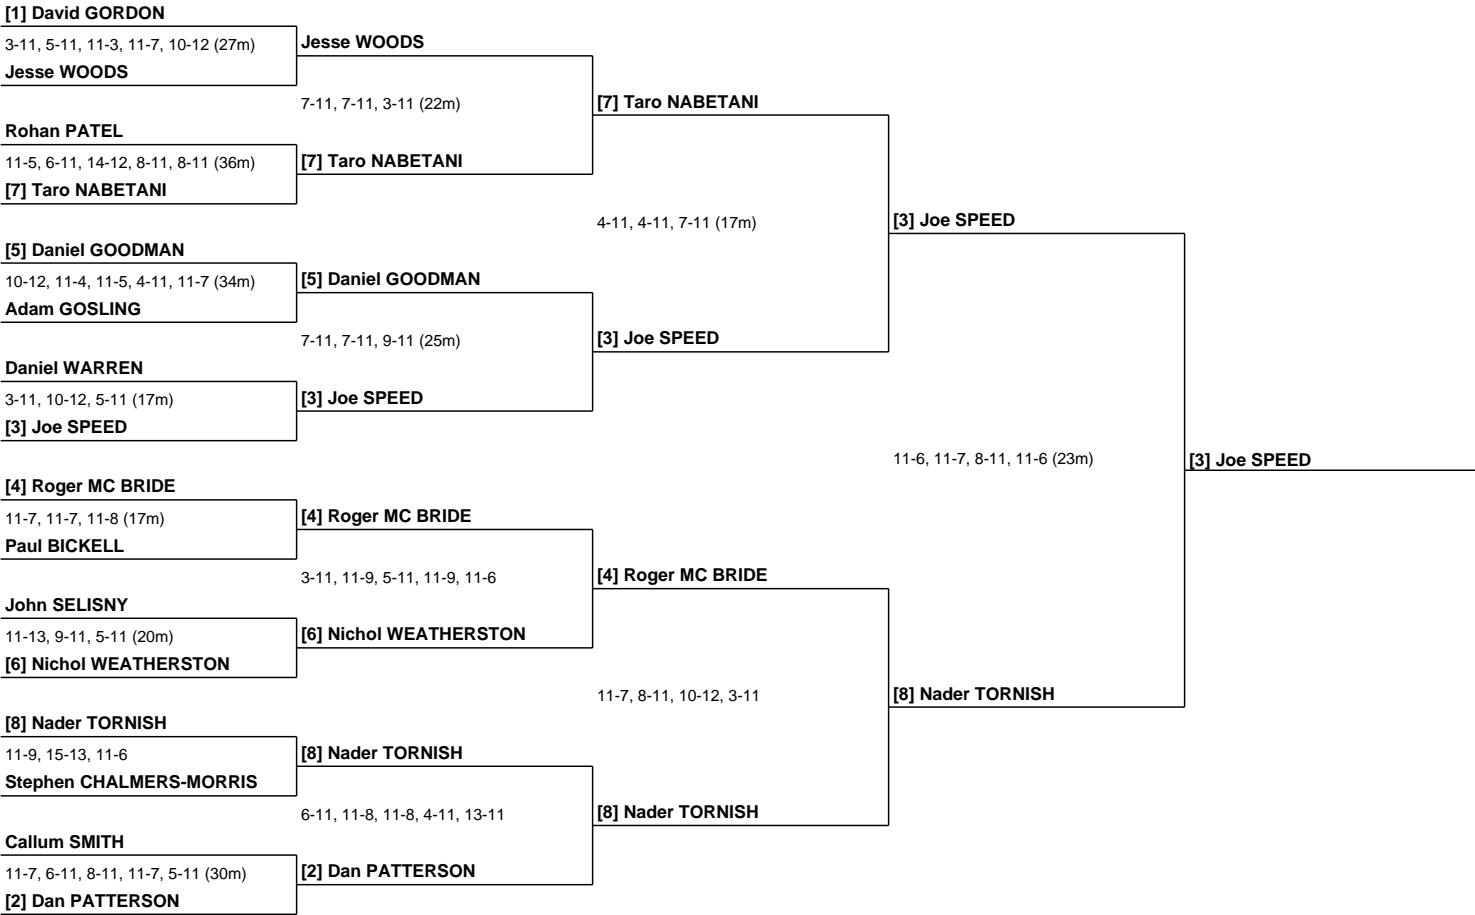 [1] David GORDON
3-11, 5-11, 11-3, 11-7, 10-12 (27m)
Jesse WOODS
Jesse WOODS
7-11, 7-11, 3-11 (22m)
[7] Taro NABETANI
Rohan PATEL
11-5, 6-11, 14-12, 8-11, 8-11 (36m)
[7] Taro NABETANI
[7] Taro NABETANI
4-11, 4-11, 7-11 (17m)
[3] Joe SPEED
[5] Daniel GOODMAN
10-12, 11-4, 11-5, 4-11, 11-7 (34m)
[5] Daniel GOODMAN
Adam GOSLING
7-11, 7-11, 9-11 (25m)
[3] Joe SPEED
Daniel WARREN
3-11, 10-12, 5-11 (17m)
[3] Joe SPEED
[3] Joe SPEED
11-6, 11-7, 8-11, 11-6 (23m)
[3] Joe SPEED
[4] Roger MC BRIDE
11-7, 11-7, 11-8 (17m)
[4] Roger MC BRIDE
Paul BICKELL
3-11, 11-9, 5-11, 11-9, 11-6
[4] Roger MC BRIDE
John SELISNY
11-13, 9-11, 5-11 (20m)
[6] Nichol WEATHERSTON
[6] Nichol WEATHERSTON
11-7, 8-11, 10-12, 3-11
[8] Nader TORNISH
[8] Nader TORNISH
11-9, 15-13, 11-6
[8] Nader TORNISH
Stephen CHALMERS-MORRIS
6-11, 11-8, 11-8, 4-11, 13-11
[8] Nader TORNISH
Callum SMITH
11-7, 6-11, 8-11, 11-7, 5-11 (30m)
[2] Dan PATTERSON
[2] Dan PATTERSON